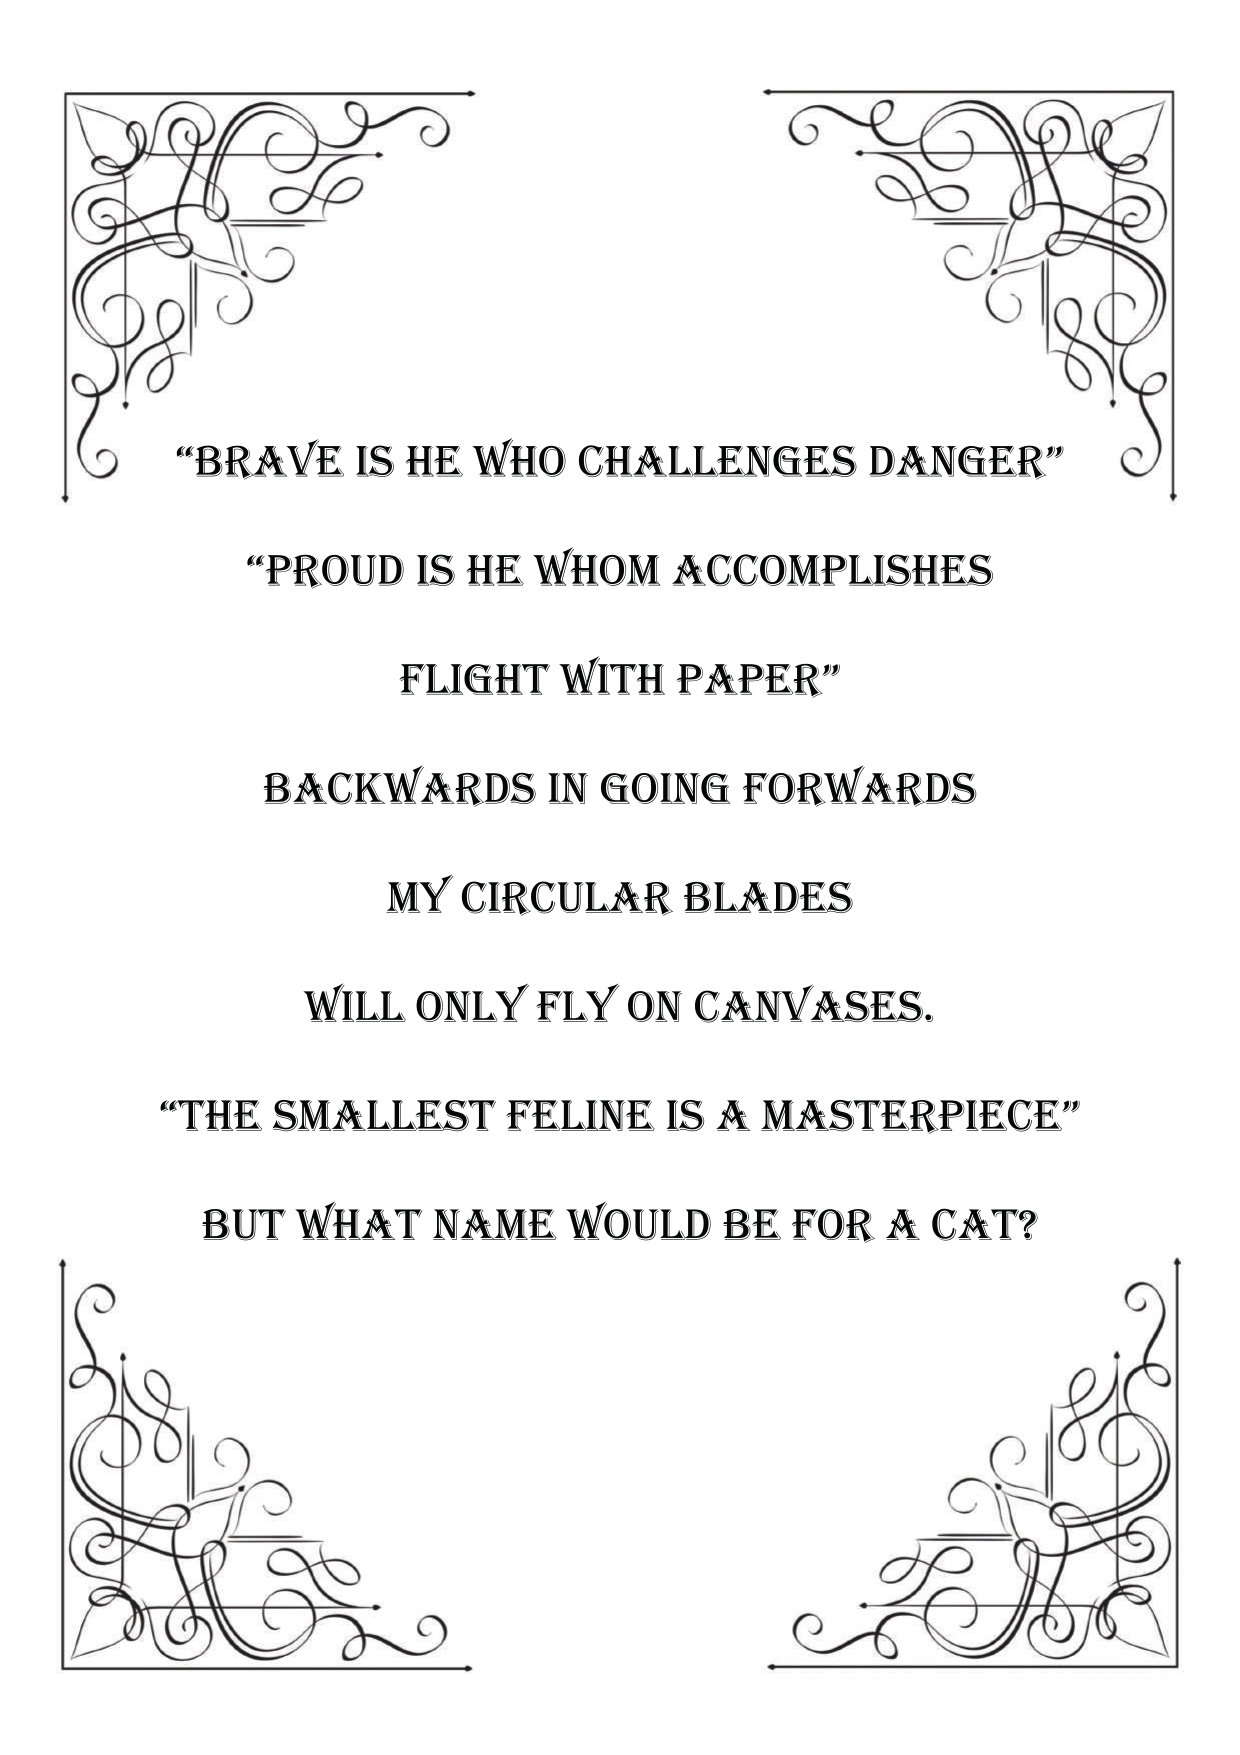 “BRAVE IS HE WHO CHALLENGES DANGER”
“PROUD IS HE WHOM ACCOMPLISHES
FLIGHT WITH PAPER”
BACKWARDS IN GOING FORWARDS
MY CIRCULAR BLADES
WILL ONLY FLY ON CANVASES.
“THE SMALLEST FELINE IS A MASTERPIECE”
BUT WHAT NAME WOULD BE FOR A CAT?